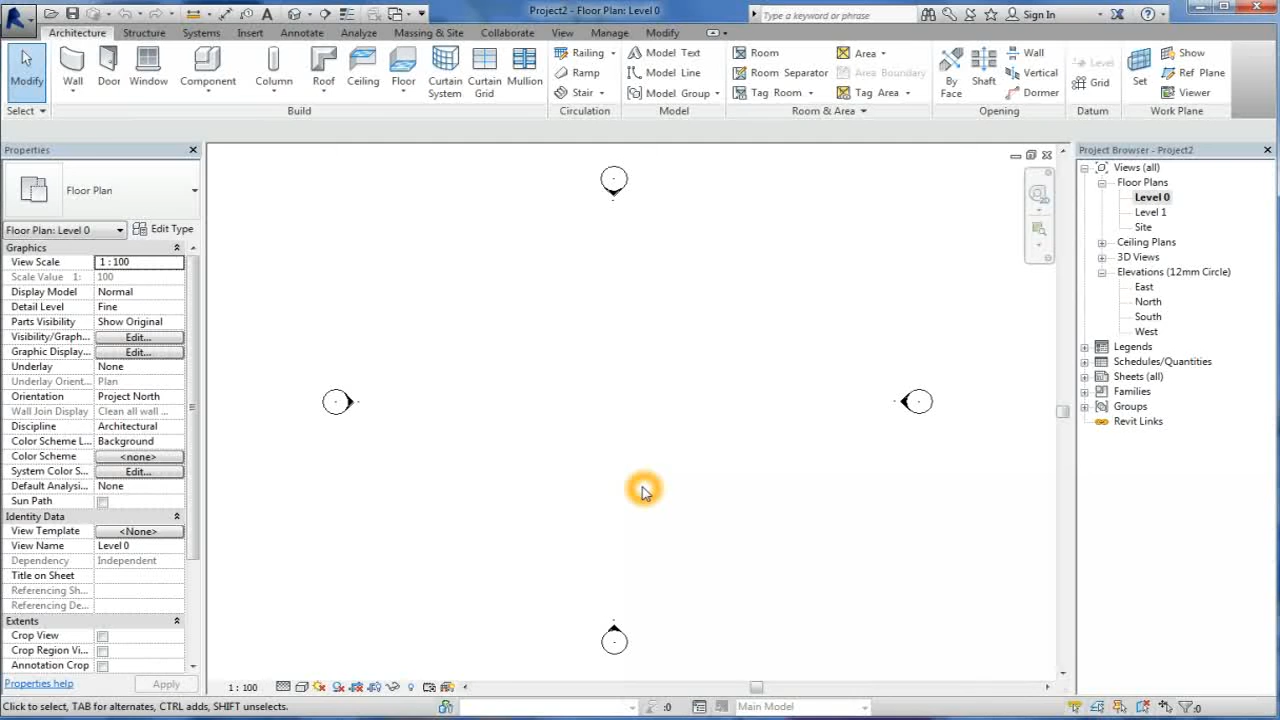 Project2 - Floor Plan: Level 0
Type a keyword or phrase
Sign In
Architecture Structure Systems Insert Annotate Analyze Massing & Site Collaborate View Manage Modify
Modify
Wall
Door
Window
Component
Column
Roof
Ceiling
Floor
Curtain System
Curtain Grid
Mullion
Railing
Ramp
Stair
Model Text
Model Line
Model Group
Room
Room Separator
Tag Room
Area
Area Boundary
Tag Area
By Face
Shaft
Wall
Vertical
Dormer
Level
Grid
Set
Show
Ref Plane
Viewer
Select Build Circulation Model Room & Area Opening Datum Work Plane
Properties
Floor Plan
Floor Plan: Level 0 Edit Type
Graphics
View Scale 1 : 100
Scale Value 1: 100
Display Model Normal
Detail Level Fine
Parts Visibility Show Original
Visibility/Graph... Edit...
Graphic Display... Edit...
Underlay None
Underlay Orient... Plan
Orientation Project North
Wall Join Display Clean all wall ...
Discipline Architectural
Color Scheme L... Background
Color Scheme <none>
System Color S... Edit...
Default Analysi... None
Sun Path
Identity Data
View Template <None>
View Name Level 0
Dependency Independent
Title on Sheet
Referencing Sh...
Referencing De...
Extents
Crop View
Crop Region Vi...
Annotation Crop
Properties help Apply
2D
Project Browser - Project2
Views (all)
Floor Plans
Level 0
Level 1
Site
Ceiling Plans
3D Views
Elevations (12mm Circle)
East
North
South
West
Legends
Schedules/Quantities
Sheets (all)
Families
Groups
Revit Links
1 : 100
Click to select, TAB for alternates, CTRL adds, SHIFT unselects. :0 Main Model :0